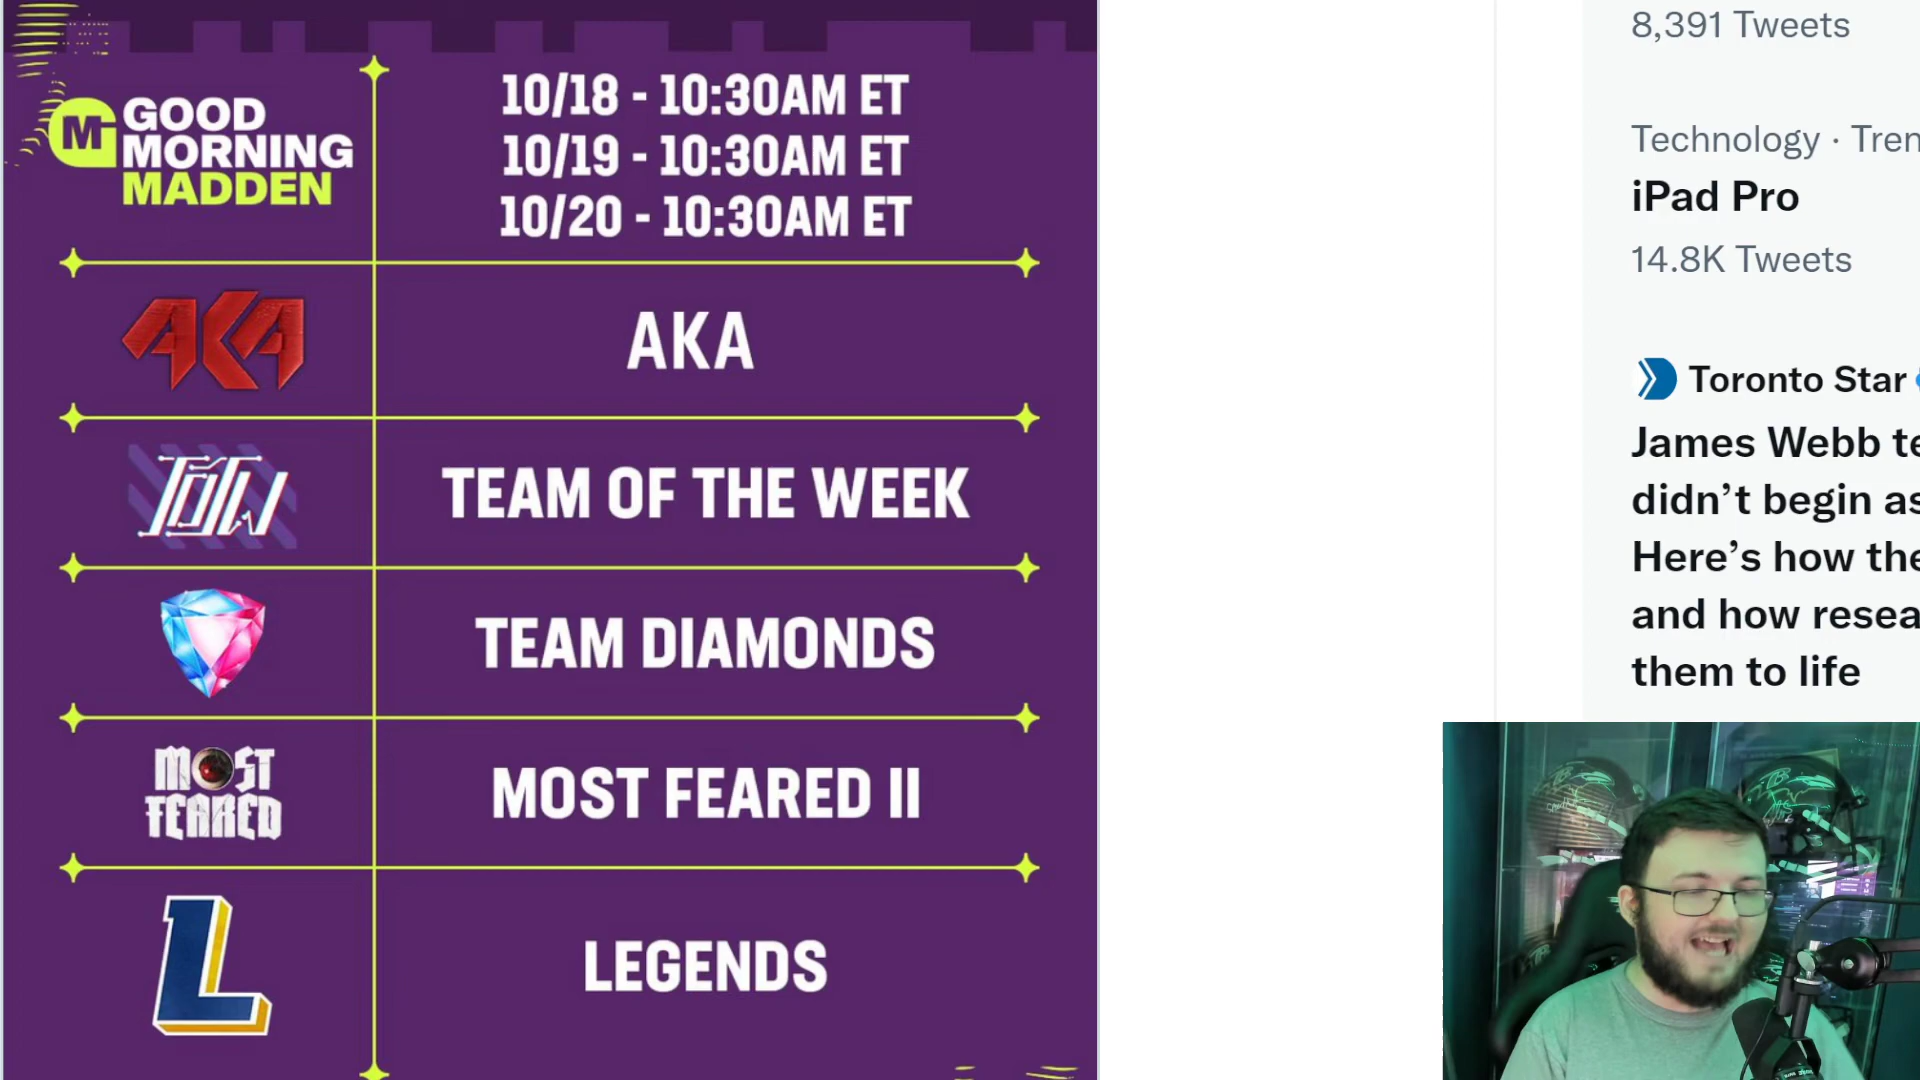 GOOD
MORNING
MADDEN
10/18 - 10:30AM ET
10/19 - 10:30AM ET
10/20 - 10:30AM ET
AKA
AKA
TOTW
TEAM OF THE WEEK
TEAM DIAMONDS
MOST
FEARED
MOST FEARED II
L
LEGENDS
8,391 Tweets
Technology · Tren
iPad Pro
14.8K Tweets
Toronto Star
James Webb te
didn’t begin as
Here’s how the
and how resea
them to life